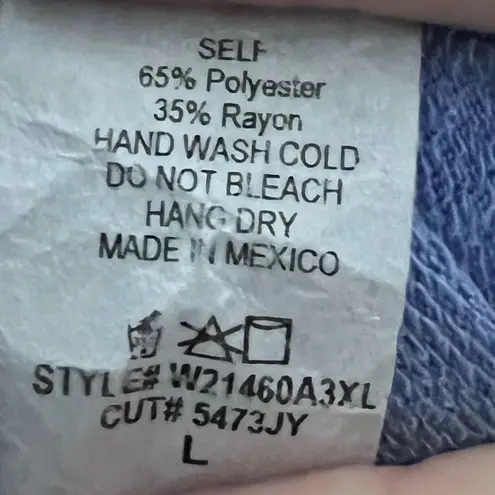 SELF
65% Polyester
35% Rayon
HAND WASH COLD
DO NOT BLEACH
HANG DRY
MADE IN MEXICO
STYLE# W21460A3XL
CUT# 5473JY
L